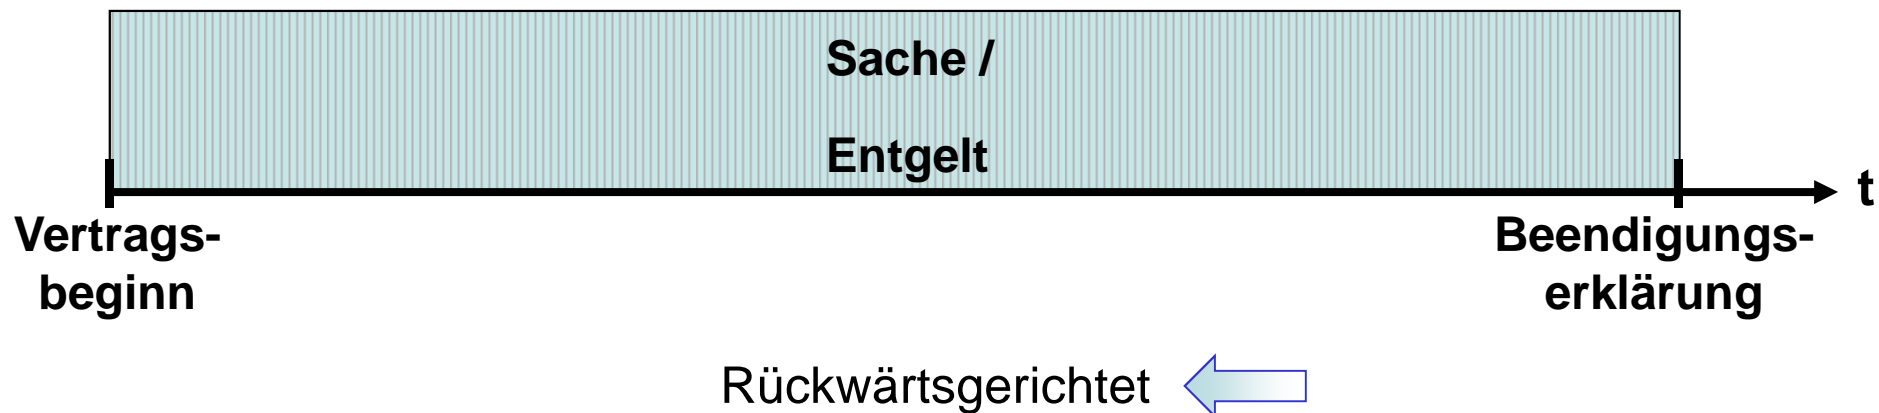 Sache /
Entgelt
t
Vertrags-
beginn
Beendigungs-
erklärung
Rückwärtsgerichtet